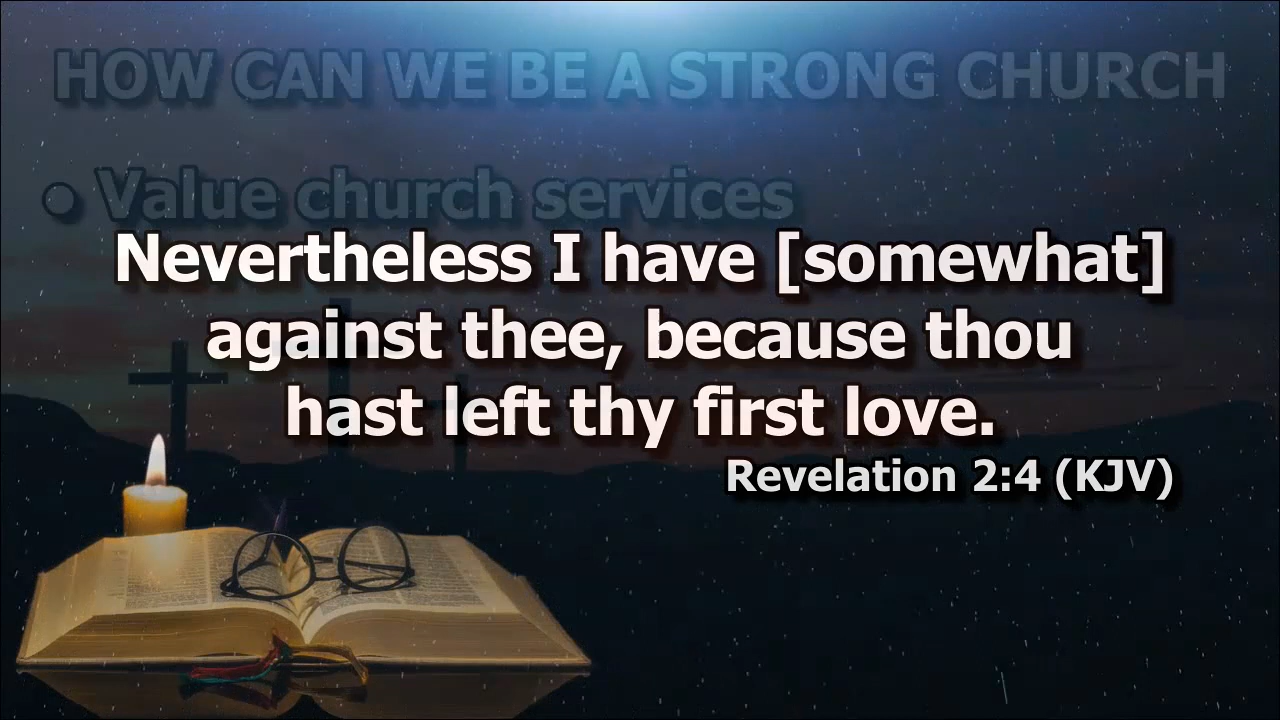 HOW CAN WE BE A STRONG CHURCH
• Value church services
Nevertheless I have [somewhat]
against thee, because thou
hast left thy first love.
Revelation 2:4 (KJV)